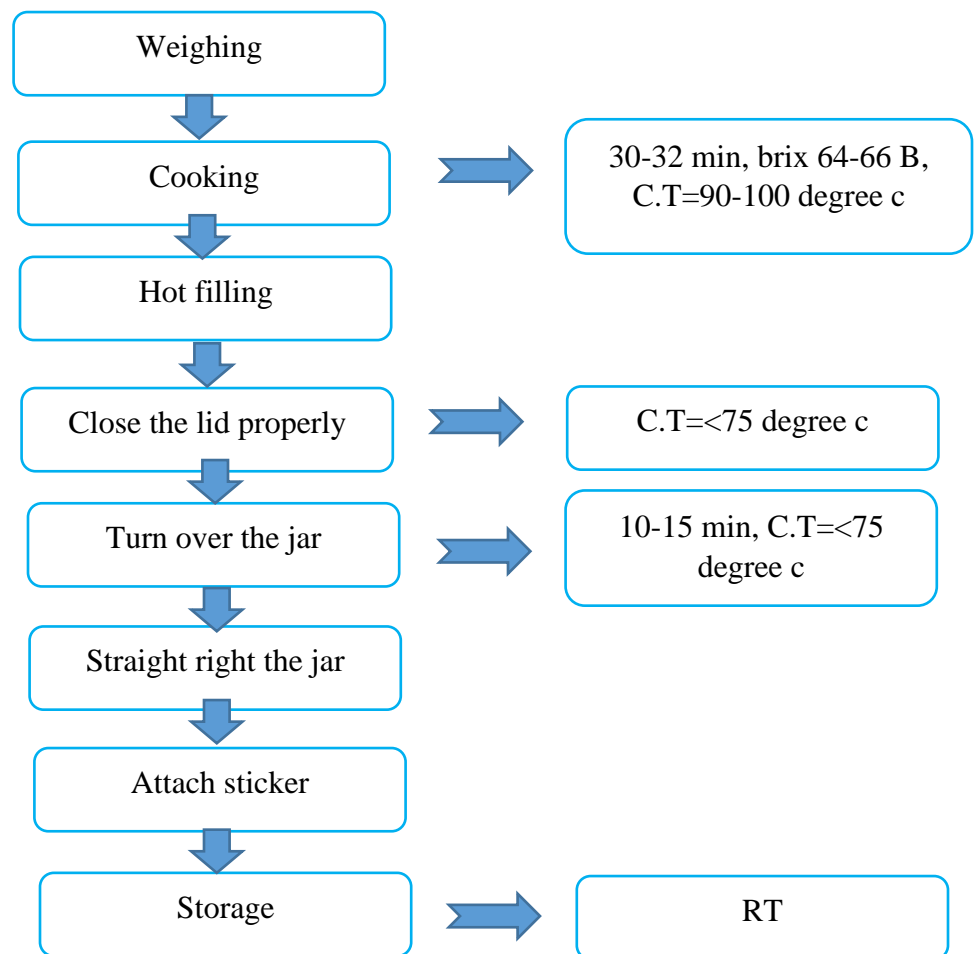 Weighing
Cooking
30-32 min, brix 64-66 B,
C.T=90-100 degree c
Hot filling
Close the lid properly
C.T=<75 degree c
Turn over the jar
10-15 min, C.T=<75
degree c
Straight right the jar
Attach sticker
Storage
RT